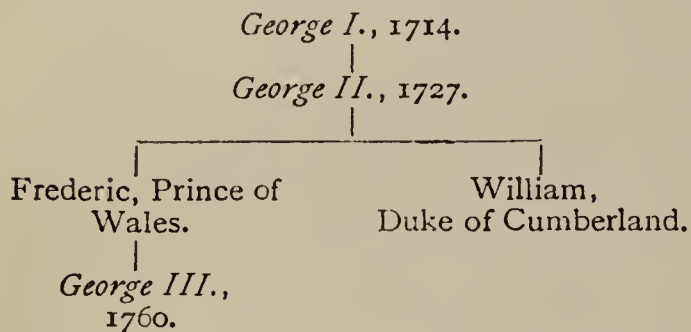 George I., 1714.
George II., 1727.
Frederic, Prince of
Wales.
William,
Duke of Cumberland.
George III.,
1760.